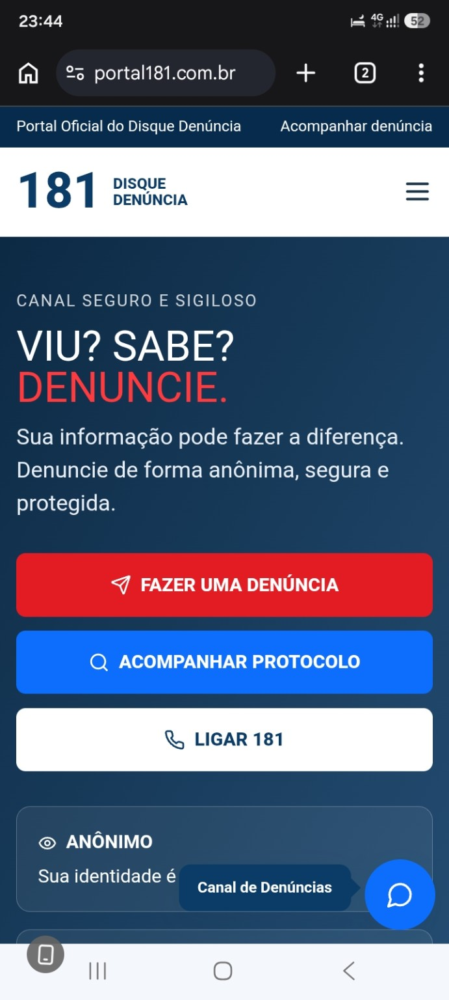 23:44
4G
52
portal181.com.br
2
Portal Oficial do Disque Denúncia
Acompanhar denúncia
181
DISQUE
DENÚNCIA
CANAL SEGURO E SIGILOSO
VIU? SABE?
DENUNCIE.
Sua informação pode fazer a diferença.
Denuncie de forma anônima, segura e
protegida.
FAZER UMA DENÚNCIA
ACOMPANHAR PROTOCOLO
LIGAR 181
ANÔNIMO
Sua identidade é
Canal de Denúncias